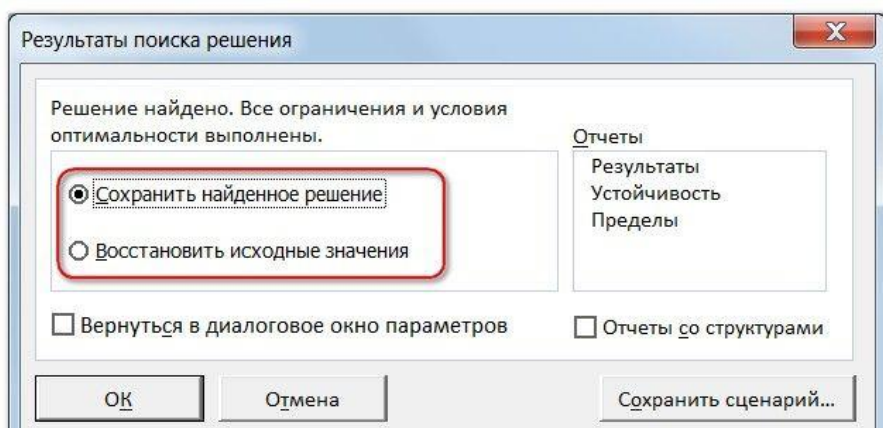 Результаты поиска решения
Решение найдено. Все ограничения и условия
оптимальности выполнены.
Отчеты
Результаты
Устойчивость
Пределы
Сохранить найденное решение
Восстановить исходные значения
Вернуться в диалоговое окно параметров
Отчеты со структурами
ОК
Отмена
Сохранить сценарий...